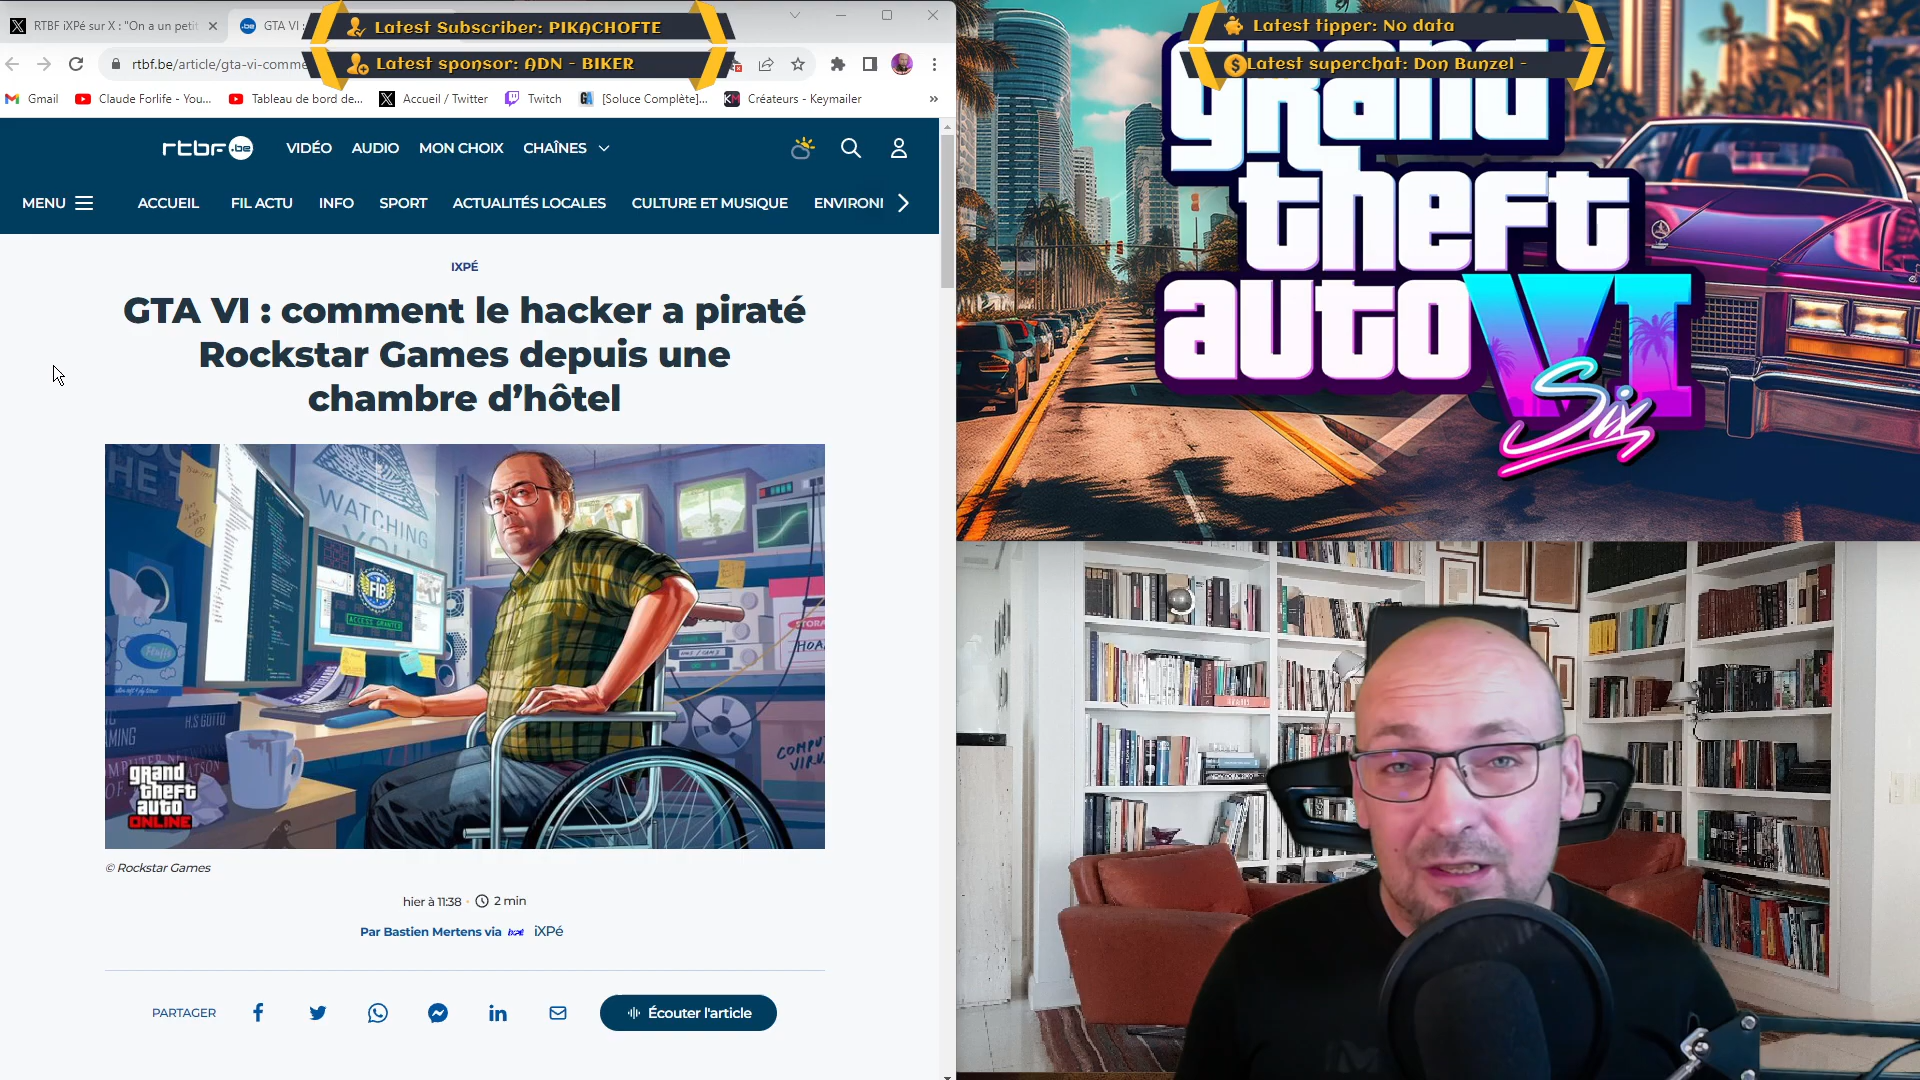 RTBF iXPé sur X : "On a un petit
GTA VI :
Latest Subscriber: PIKACHOFTE
Latest sponsor: ADN - BIKER
Latest tipper: No data
Latest superchat: Don Bunzel -
rtbf.be/article/gta-vi-comme
Gmail
Claude Forlife - You...
Tableau de bord de...
Accueil / Twitter
Twitch
[Soluce Complète]...
Créateurs - Keymailer
»
rtbf.be
VIDÉO
AUDIO
MON CHOIX
CHAÎNES
MENU
ACCUEIL
FIL ACTU
INFO
SPORT
ACTUALITÉS LOCALES
CULTURE ET MUSIQUE
ENVIRONI
IXPÉ
GTA VI : comment le hacker a piraté
Rockstar Games depuis une
chambre d'hôtel
WATCHING
YOU
FIB
ACCESS GRANTED
H.S GOTTO
grand
theft
auto
ONLINE
© Rockstar Games
hier à 11:38 · 2 min
Par Bastien Mertens via iXPé
PARTAGER
Écouter l'article
grand
theft
auto
VI
Six